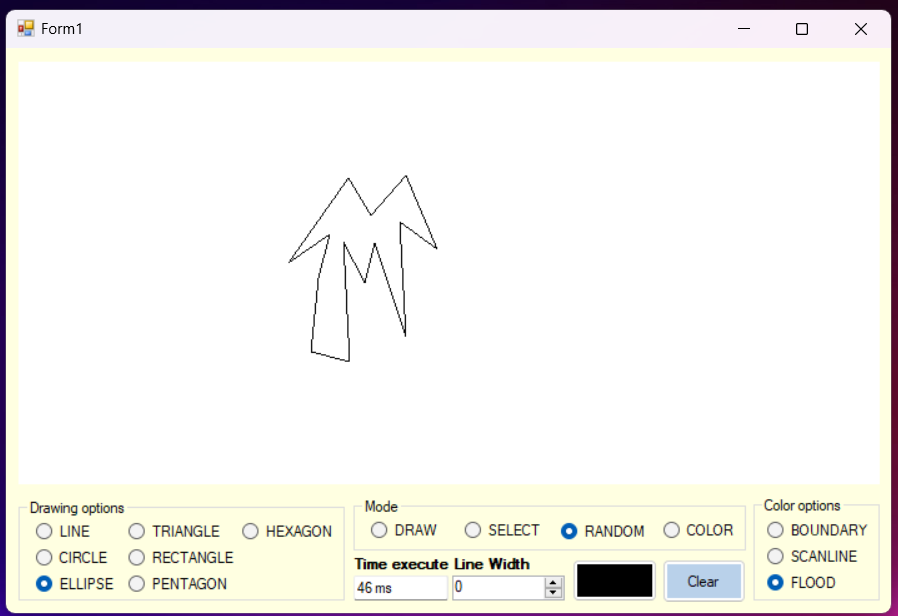 Form1
Drawing options
LINE TRIANGLE HEXAGON
CIRCLE RECTANGLE
ELLIPSE PENTAGON
Mode
DRAW SELECT RANDOM COLOR
Time execute Line Width
46 ms 0
Clear
Color options
BOUNDARY
SCANLINE
FLOOD